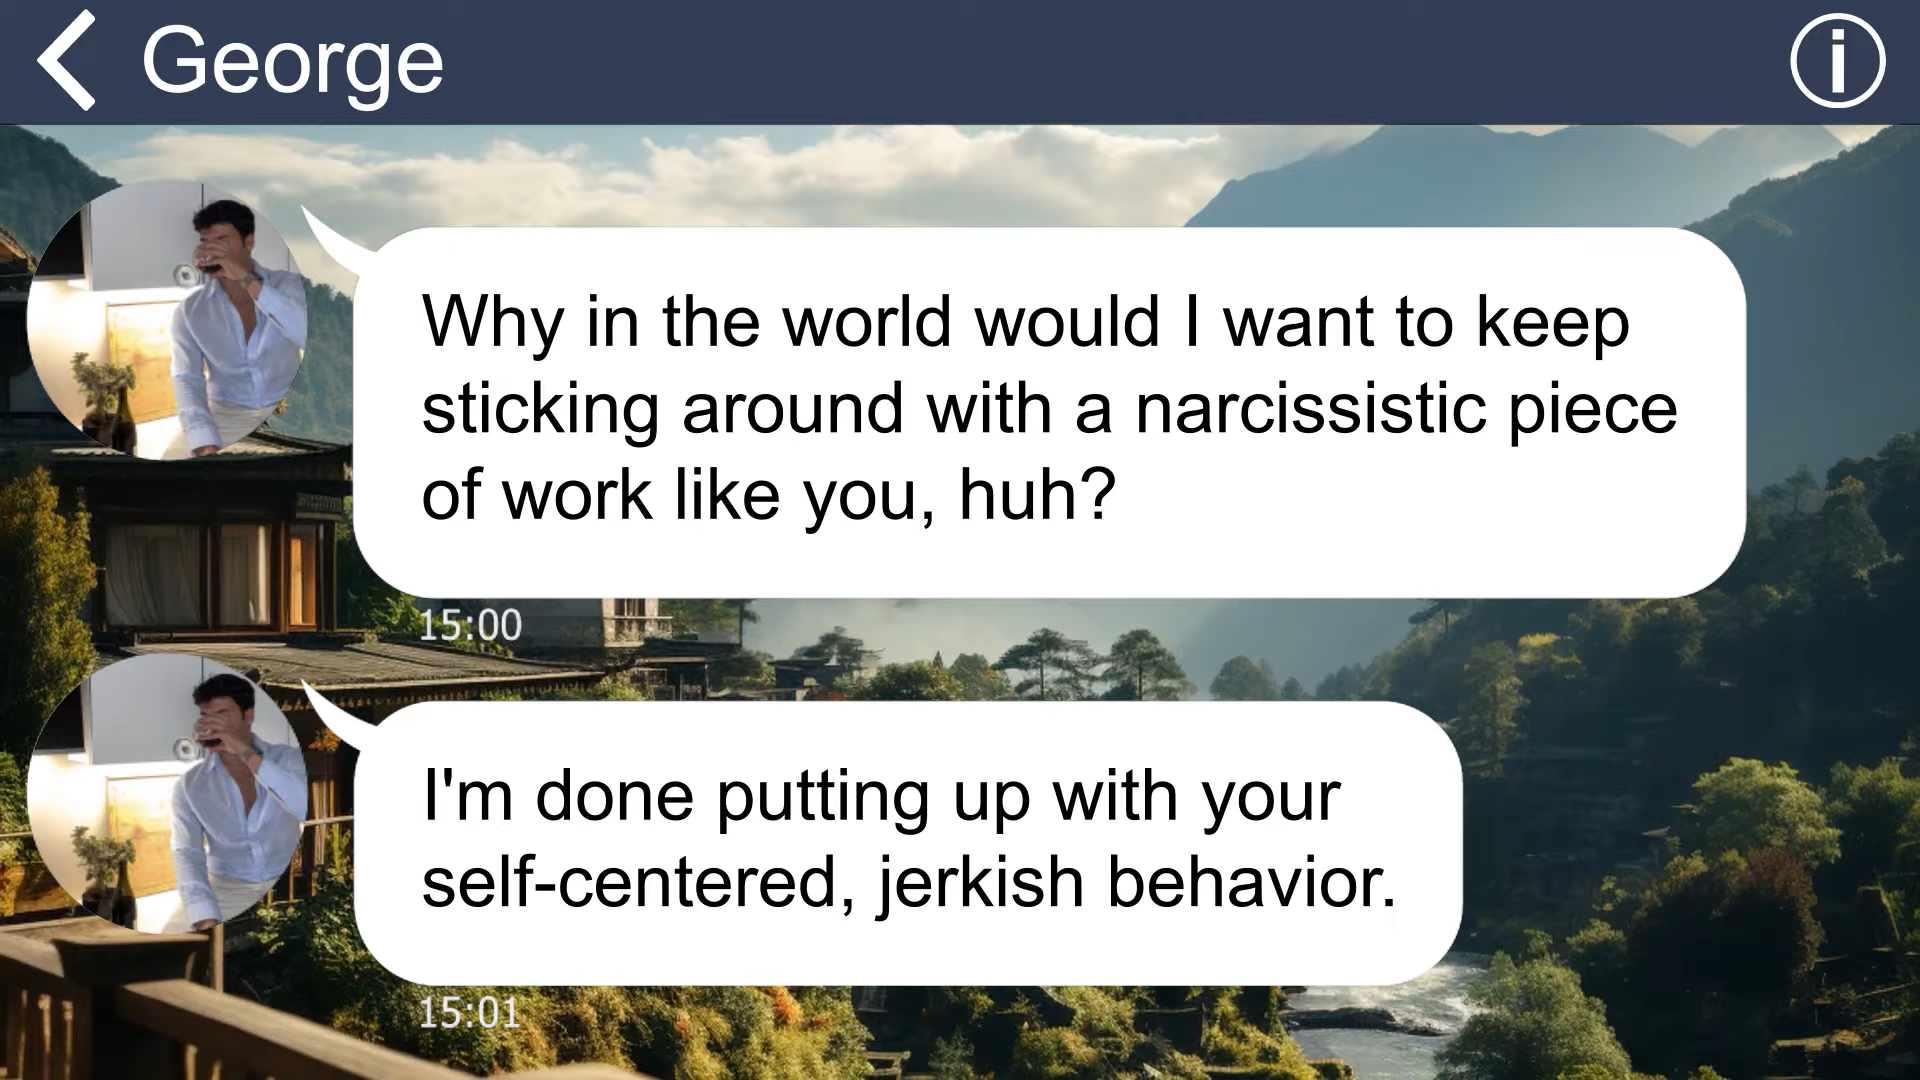 George
Why in the world would I want to keep
sticking around with a narcissistic piece
of work like you, huh?
15:00
I'm done putting up with your
self-centered, jerkish behavior.
15:01